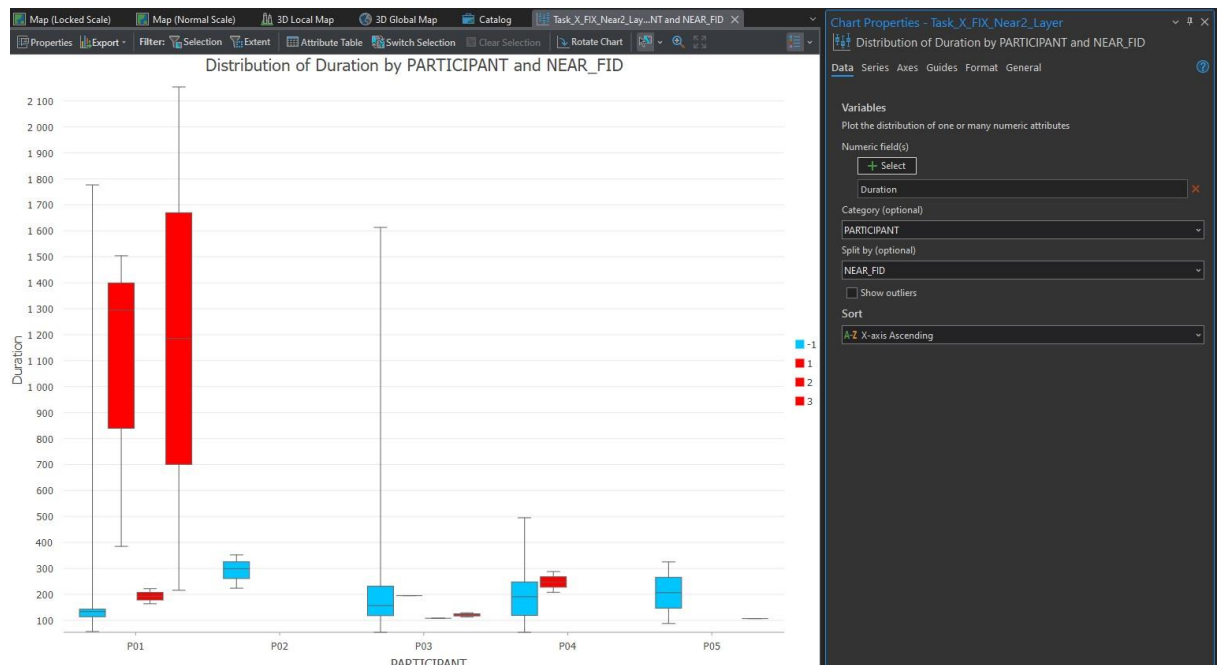 Map (Locked Scale) Map (Normal Scale) 3D Local Map 3D Global Map Catalog Task_X_FIX_Near2_Lay...NT and NEAR_FID
Properties Export Filter: Selection Extent Attribute Table Switch Selection Clear Selection Rotate Chart
Distribution of Duration by PARTICIPANT and NEAR_FID
2 100
2 000
1 900
1 800
1 700
1 600
1 500
1 400
1 300
1 200
1 100
1 000
900
800
700
600
500
400
300
200
100
Duration
P01 P02 P03 P04 P05
PARTICIPANT
-1
1
2
3
Chart Properties - Task_X_FIX_Near2_Layer
Distribution of Duration by PARTICIPANT and NEAR_FID
Data Series Axes Guides Format General
Variables
Plot the distribution of one or many numeric attributes
Numeric field(s)
Select
Duration
Category (optional)
PARTICIPANT
Split by (optional)
NEAR_FID
Show outliers
Sort
A-Z X-axis Ascending